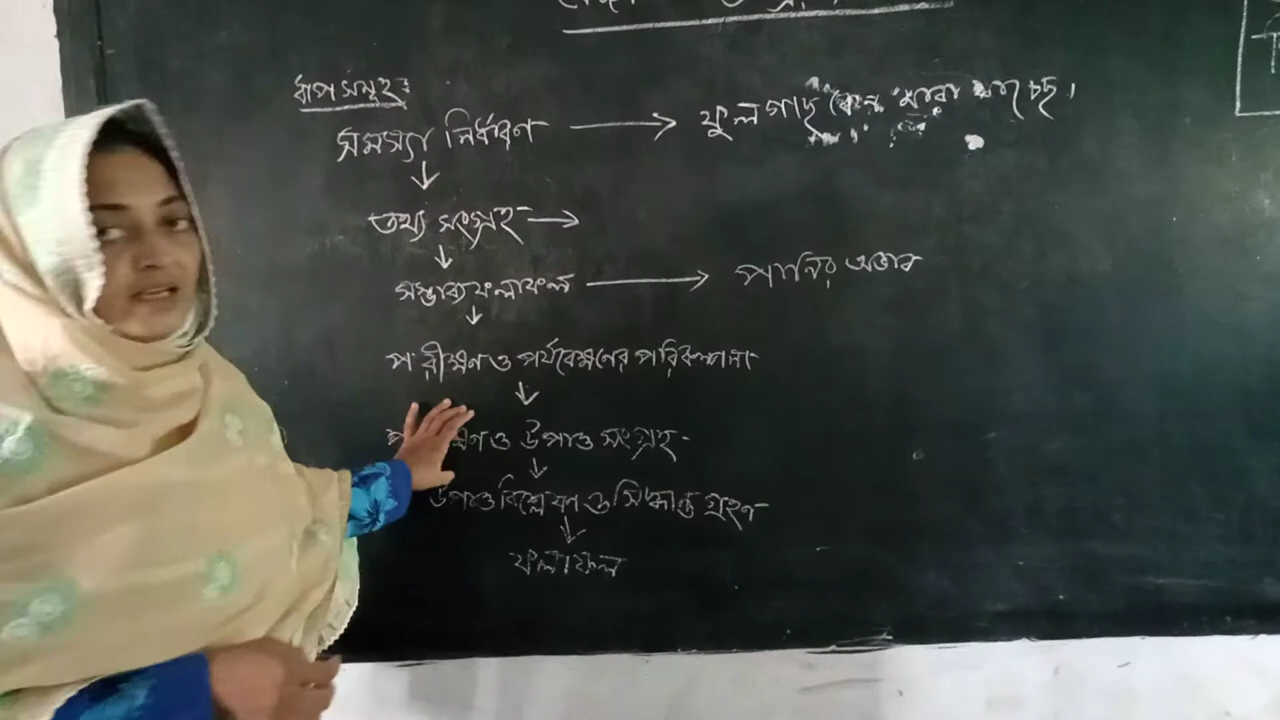 ধাপসমূহঃ
সমস্যা নির্ধারণ → ফুলগাছ কেন মারা যাচ্ছে।
↓
তথ্য সংগ্রহ →
↓
সম্ভাব্য ফলাফল → পানির অভাব
↓
পরীক্ষণ ও পর্যবেক্ষণের পরিকল্পনা
↓
ও উপাত্ত সংগ্রহ
↓
উপাত্ত বিশ্লেষণ ও সিদ্ধান্ত গ্রহণ
↓
ফলাফল